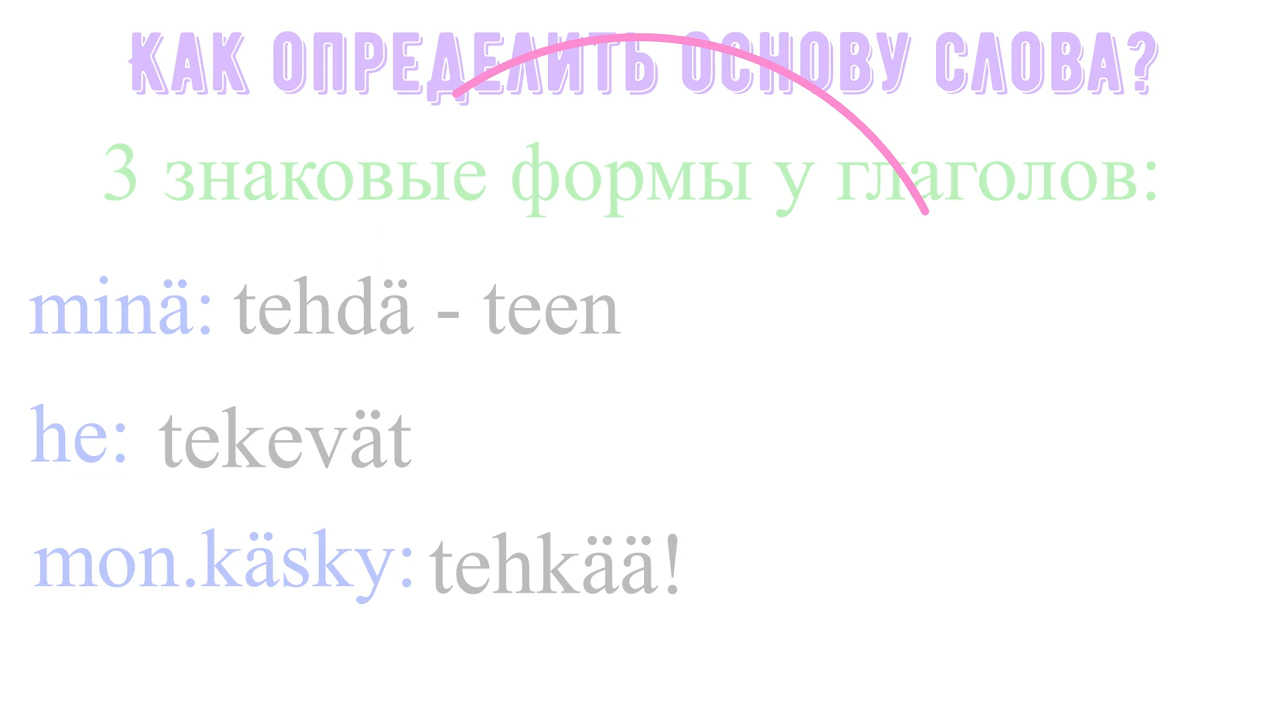 КАК ОПРЕДЕЛИТЬ ОСНОВУ СЛОВА?
3 знаковые формы у глаголов:
minä: tehdä - teen
he: tekevät
mon.käsky: tehkää!